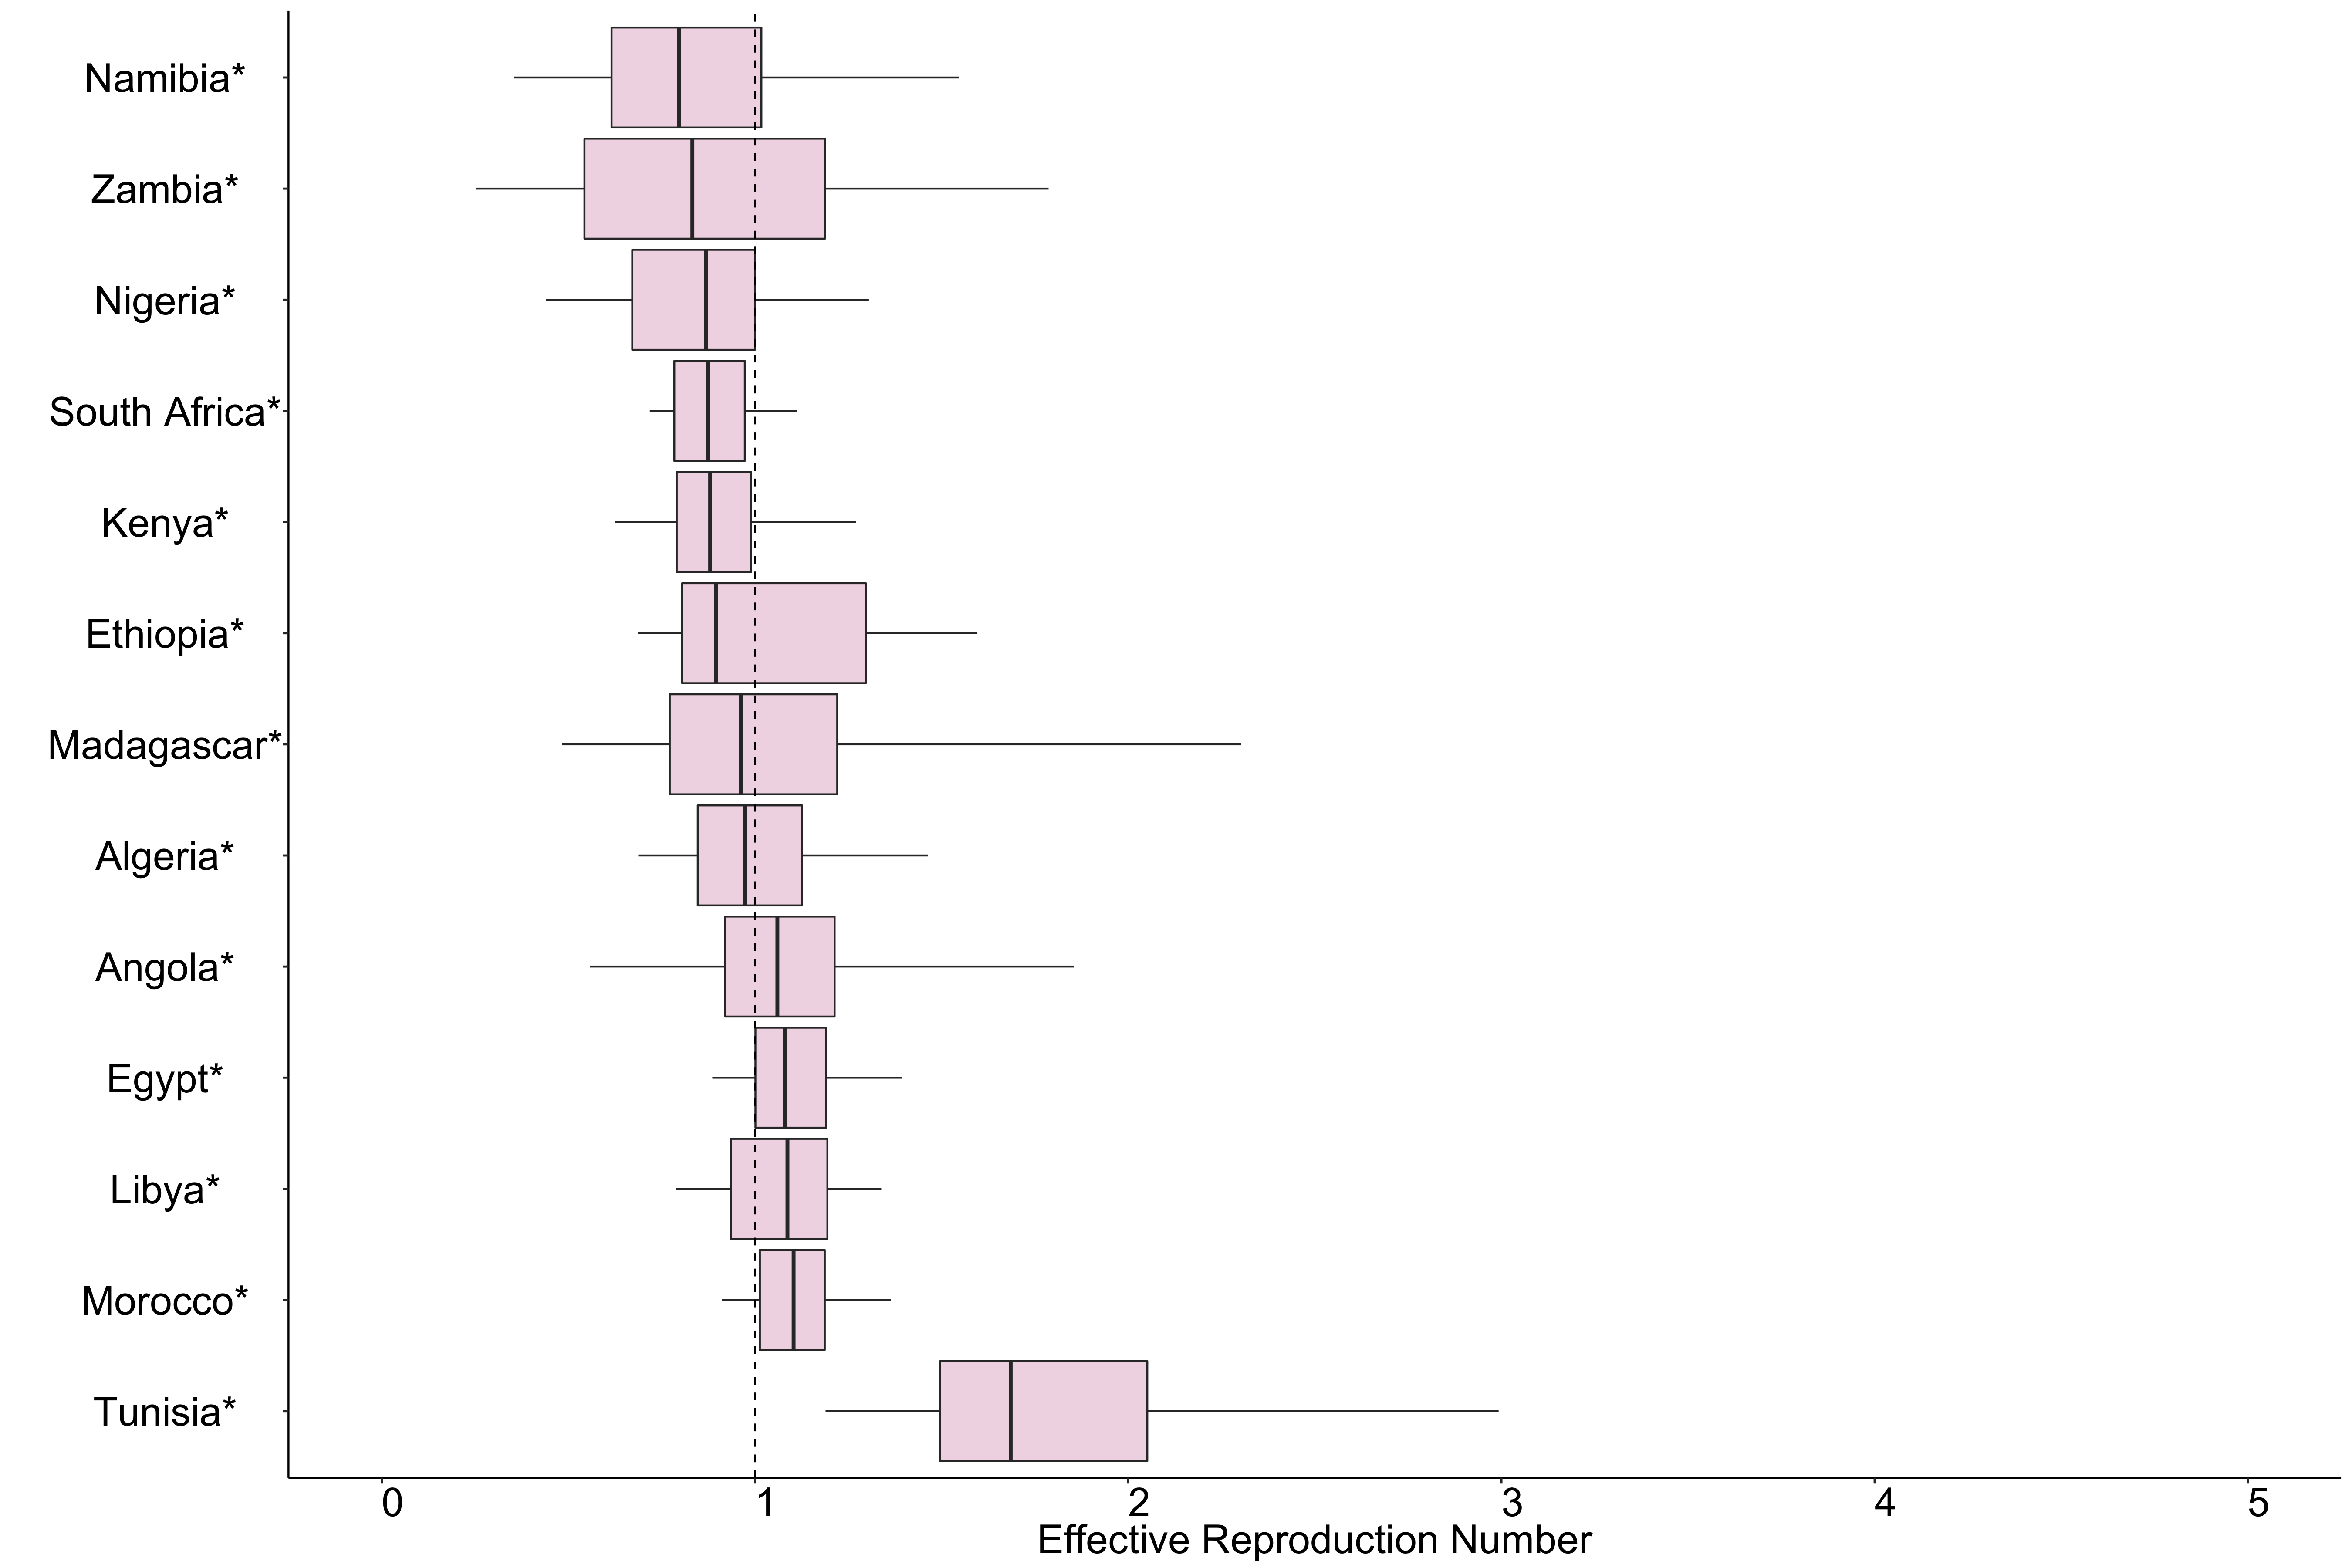 Namibia*
Zambia*
Nigeria*
South Africa*
Kenya*
Ethiopia*
Madagascar*
Algeria*
Angola*
Egypt*
Libya*
Morocco*
Tunisia*
0 1 2 3 4 5
Effective Reproduction Number